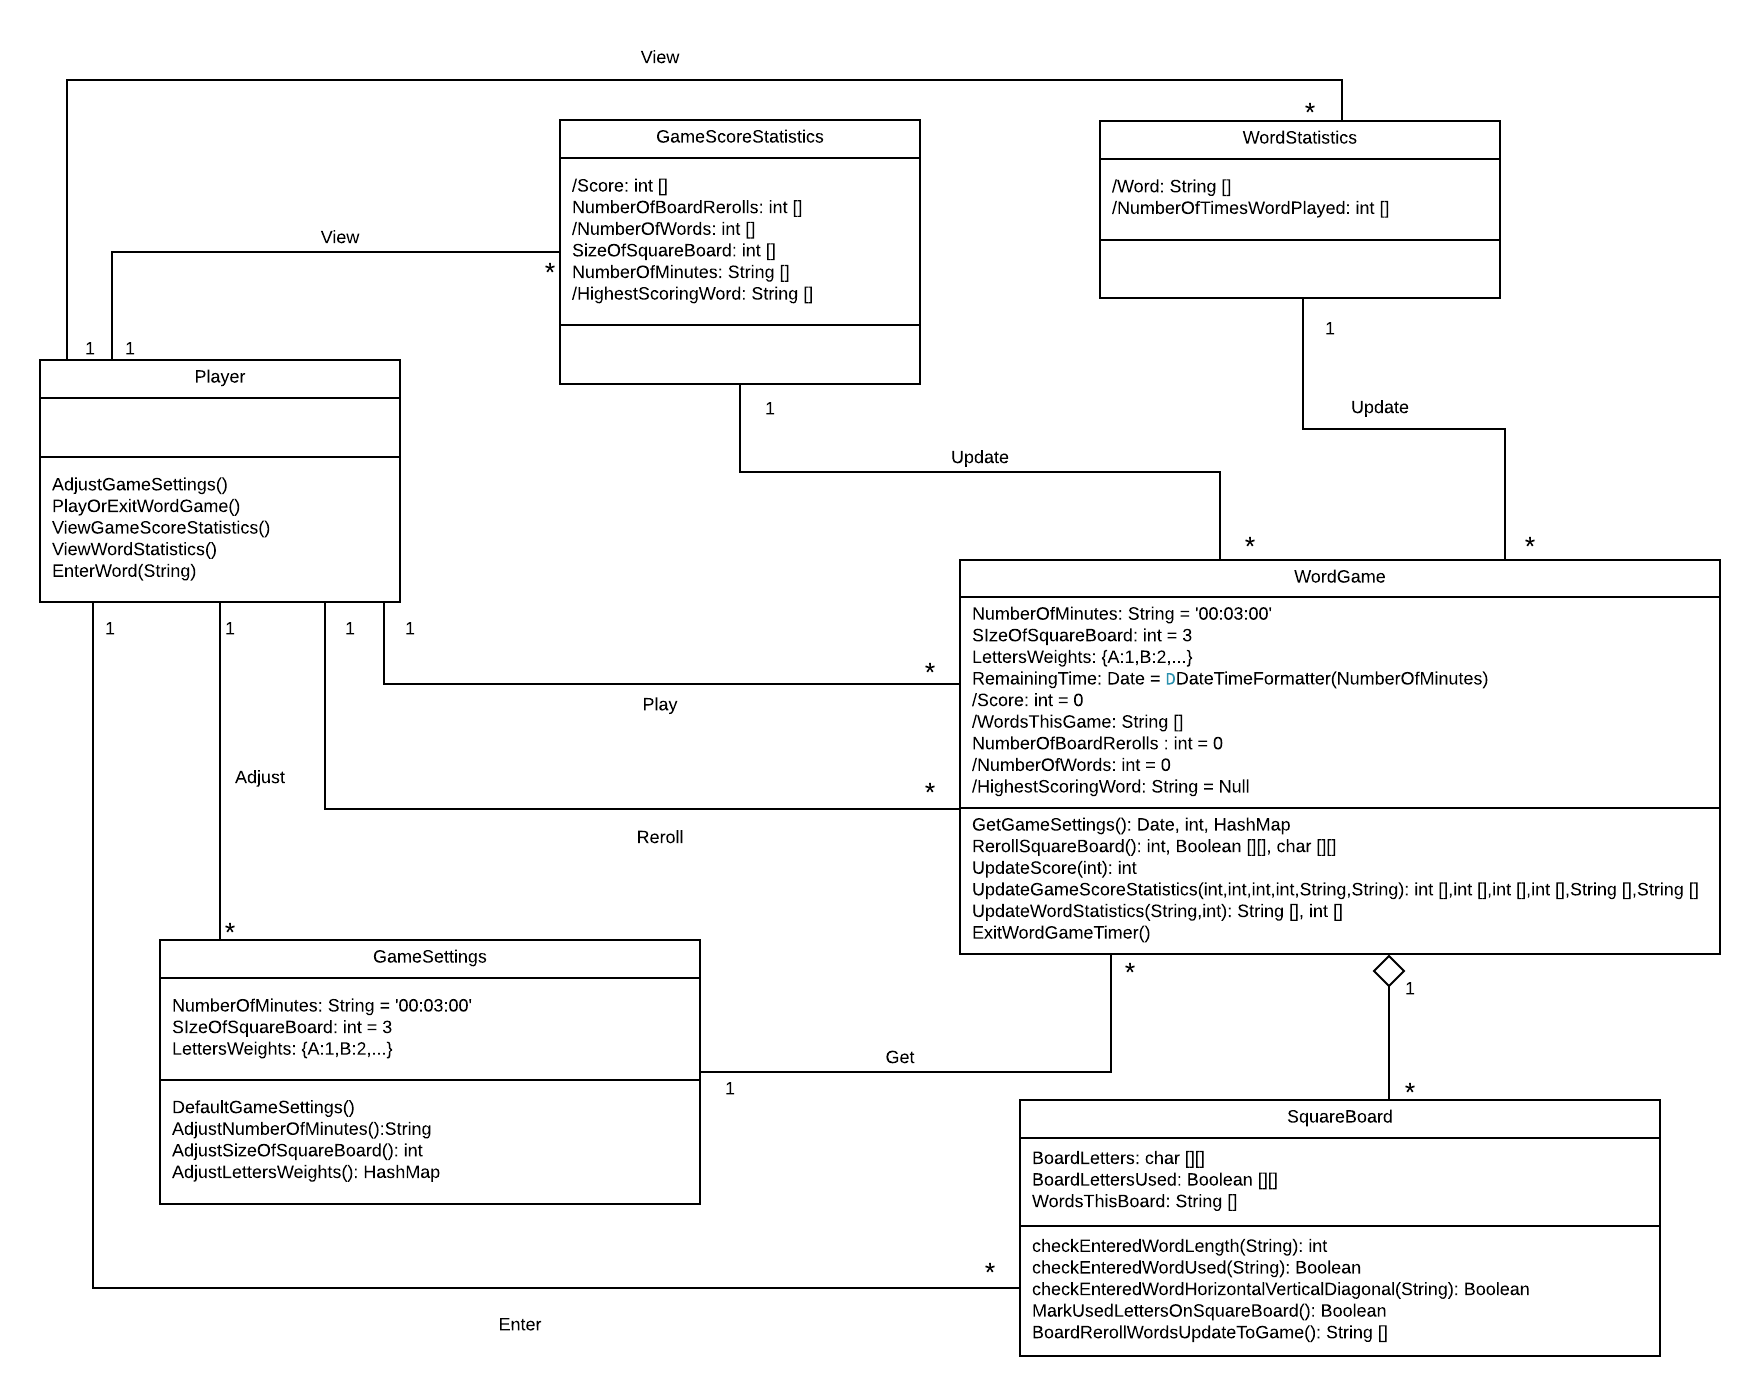 View
*
GameScoreStatistics
/Score: int []
NumberOfBoardRerolls: int []
/NumberOfWords: int []
SizeOfSquareBoard: int []
NumberOfMinutes: String []
/HighestScoringWord: String []
WordStatistics
/Word: String []
/NumberOfTimesWordPlayed: int []
View
*
1
1
1
1
Player
AdjustGameSettings()
PlayOrExitWordGame()
ViewGameScoreStatistics()
ViewWordStatistics()
EnterWord(String)
Update
Update
*
*
1
1
1
1
WordGame
NumberOfMinutes: String = '00:03:00'
SIzeOfSquareBoard: int = 3
LettersWeights: {A:1,B:2,...}
RemainingTime: Date = DDateTimeFormatter(NumberOfMinutes)
/Score: int = 0
/WordsThisGame: String []
NumberOfBoardRerolls : int = 0
/NumberOfWords: int = 0
/HighestScoringWord: String = Null
GetGameSettings(): Date, int, HashMap
RerollSquareBoard(): int, Boolean [][], char [][]
UpdateScore(int): int
UpdateGameScoreStatistics(int,int,int,int,String,String): int [],int [],int [],int [],String [],String []
UpdateWordStatistics(String,int): String [], int []
ExitWordGameTimer()
*
Play
Adjust
*
Reroll
*
GameSettings
NumberOfMinutes: String = '00:03:00'
SIzeOfSquareBoard: int = 3
LettersWeights: {A:1,B:2,...}
DefaultGameSettings()
AdjustNumberOfMinutes():String
AdjustSizeOfSquareBoard(): int
AdjustLettersWeights(): HashMap
*
1
Get
1
*
SquareBoard
BoardLetters: char [][]
BoardLettersUsed: Boolean [][]
WordsThisBoard: String []
checkEnteredWordLength(String): int
checkEnteredWordUsed(String): Boolean
checkEnteredWordHorizontalVerticalDiagonal(String): Boolean
MarkUsedLettersOnSquareBoard(): Boolean
BoardRerollWordsUpdateToGame(): String []
*
Enter